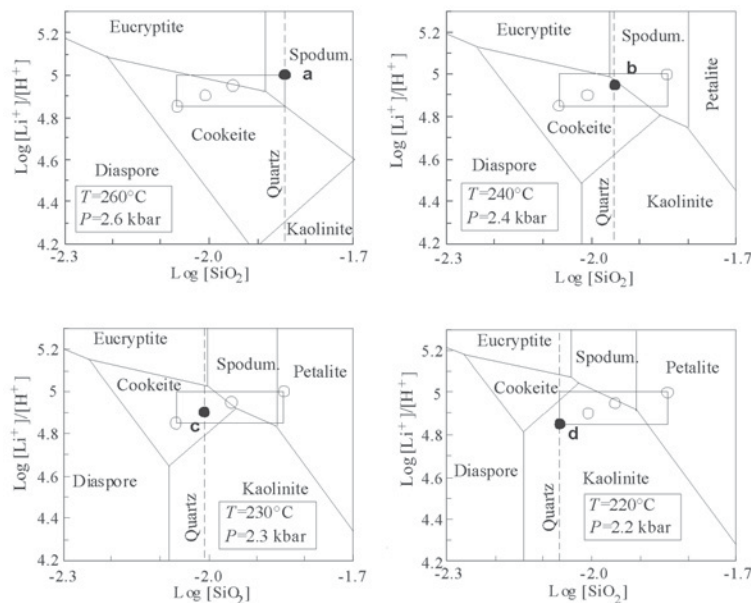 5.2
5
4.8
4.6
4.4
4.2
Log [Li⁺]/[H⁺]
Eucryptite
Spodum.
a
Cookeite
Diaspore
Quartz
Kaolinite
T=260°C
P=2.6 kbar
-2.3
-2.0
-1.7
Log [SiO₂]
5.2
5
4.8
4.6
4.4
4.2
Log [Li⁺]/[H⁺]
Eucryptite
Spodum.
Petalite
b
Cookeite
Diaspore
Quartz
Kaolinite
T=240°C
P=2.4 kbar
-2.3
-2.0
-1.7
Log [SiO₂]
5.2
5
4.8
4.6
4.4
4.2
Log [Li⁺]/[H⁺]
Eucryptite
Cookeite
Spodum.
Petalite
c
Diaspore
Quartz
Kaolinite
T=230°C
P=2.3 kbar
-2.3
-2.0
-1.7
Log [SiO₂]
5.2
5
4.8
4.6
4.4
4.2
Log [Li⁺]/[H⁺]
Eucryptite
Cookeite
Spodum.
Petalite
d
Diaspore
Quartz
Kaolinite
T=220°C
P=2.2 kbar
-2.3
-2.0
-1.7
Log [SiO₂]